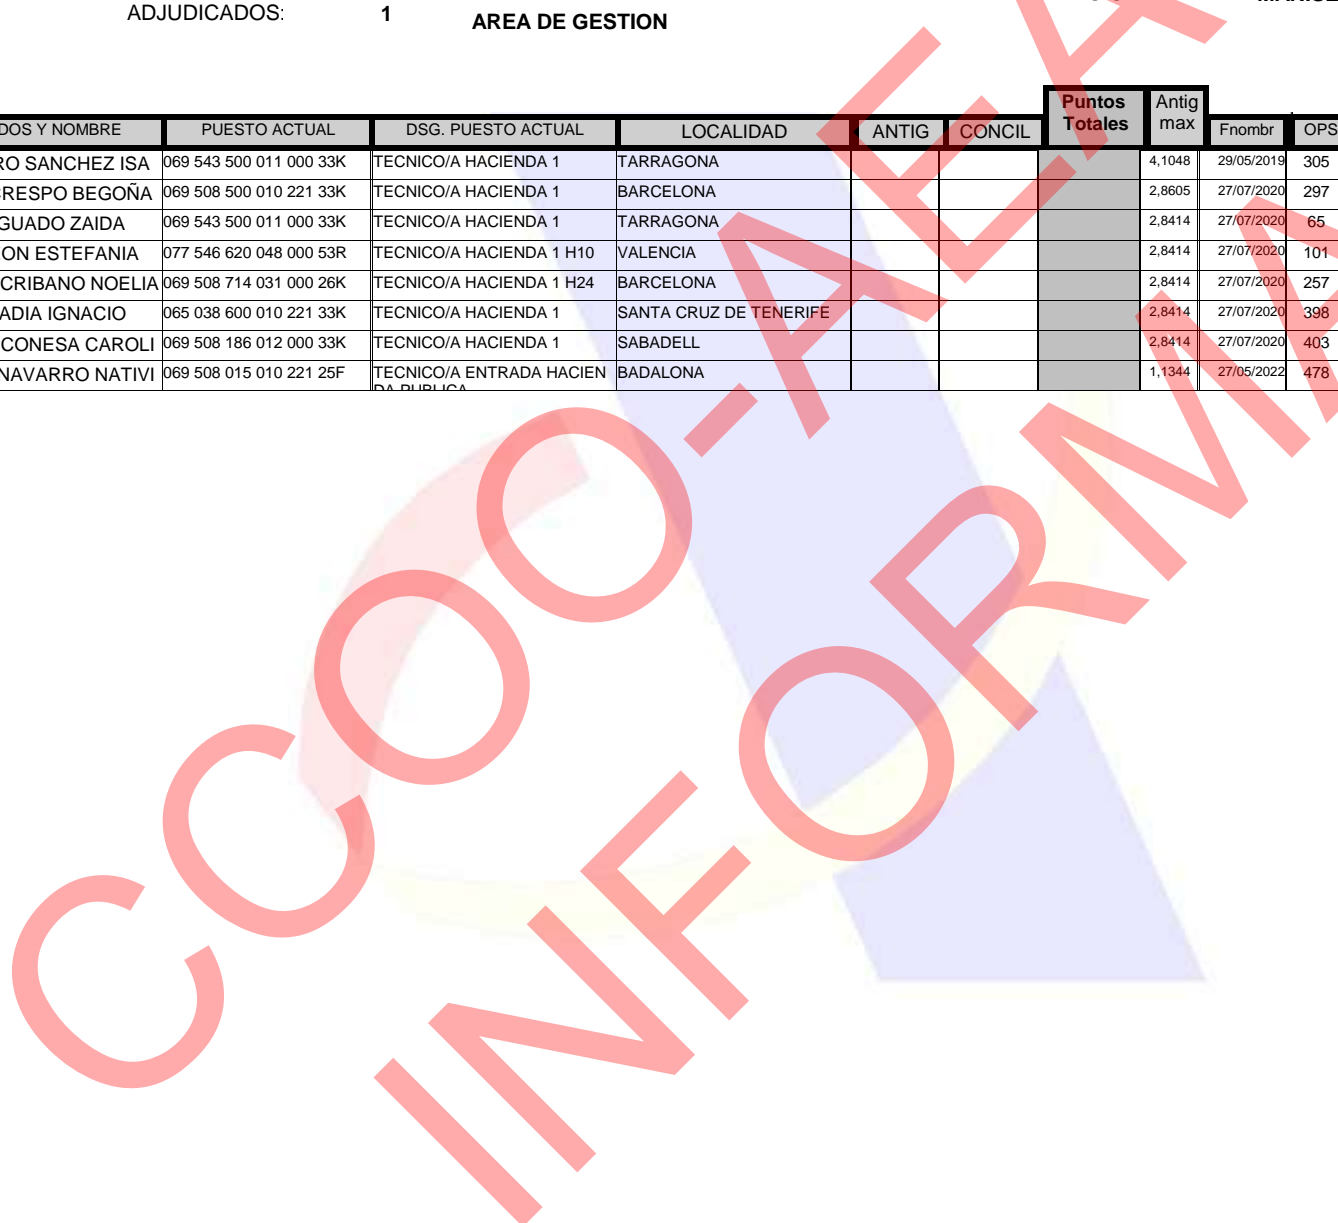 ADJUDICADOS: 1 AREA DE GESTION
DOS Y NOMBRE PUESTO ACTUAL DSG. PUESTO ACTUAL LOCALIDAD ANTIG CONCIL Puntos Totales Antig max Fnombr OPS
RO SANCHEZ ISA 069 543 500 011 000 33K TECNICO/A HACIENDA 1 TARRAGONA 4,1048 29/05/2019 305
CRESPO BEGOÑA 069 508 500 010 221 33K TECNICO/A HACIENDA 1 BARCELONA 2,8605 27/07/2020 297
GUADO ZAIDA 069 543 500 011 000 33K TECNICO/A HACIENDA 1 TARRAGONA 2,8414 27/07/2020 65
ON ESTEFANIA 077 546 620 048 000 53R TECNICO/A HACIENDA 1 H10 VALENCIA 2,8414 27/07/2020 101
CRIBANO NOELIA 069 508 714 031 000 26K TECNICO/A HACIENDA 1 H24 BARCELONA 2,8414 27/07/2020 257
ADIA IGNACIO 065 038 600 010 221 33K TECNICO/A HACIENDA 1 SANTA CRUZ DE TENERIFE 2,8414 27/07/2020 398
CONESA CAROLI 069 508 186 012 000 33K TECNICO/A HACIENDA 1 SABADELL 2,8414 27/07/2020 403
NAVARRO NATIVI 069 508 015 010 221 25F TECNICO/A ENTRADA HACIEN BADALONA 1,1344 27/05/2022 478
DA PUBLICA
CCOO-AEA
INFORMA